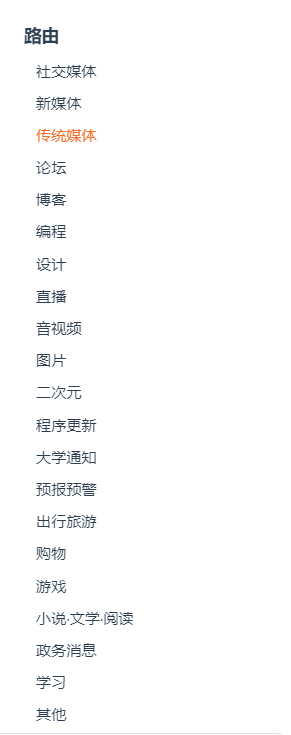 路由
社交媒体
新媒体
传统媒体
论坛
博客
编程
设计
直播
音视频
图片
二次元
程序更新
大学通知
预报预警
出行旅游
购物
游戏
小说·文学·阅读
政务消息
学习
其他